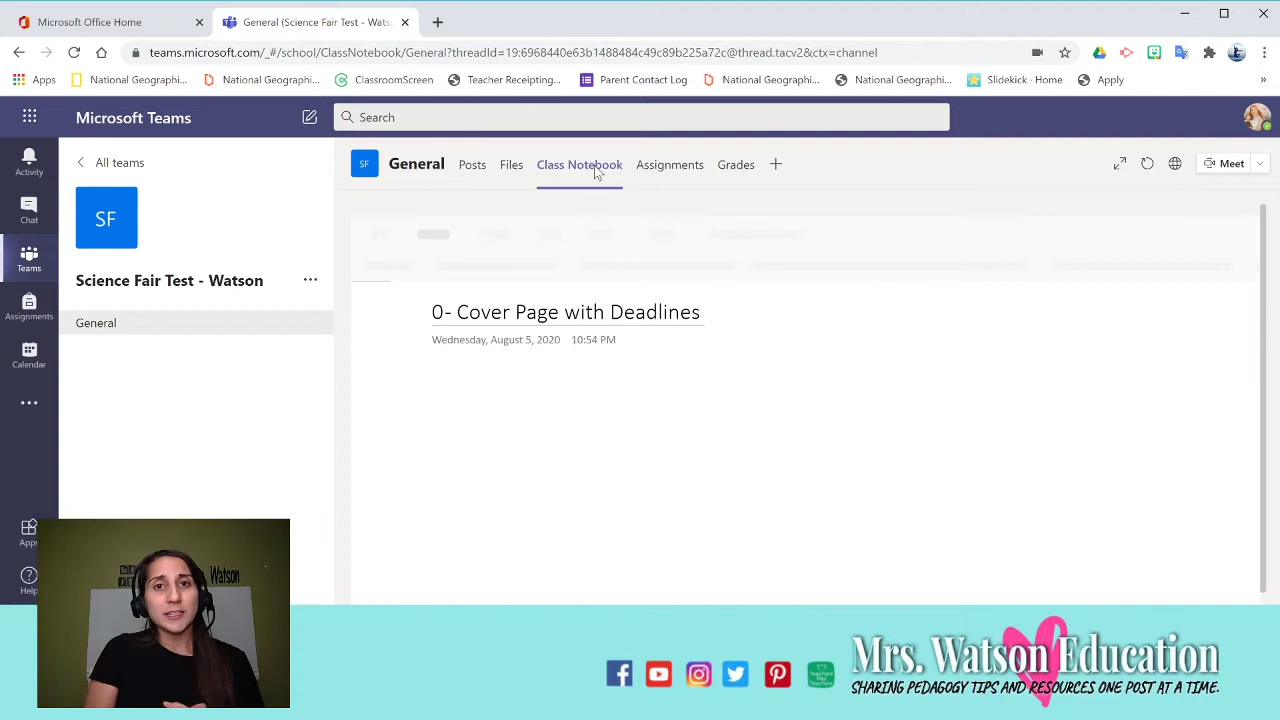 Microsoft Office Home
General (Science Fair Test - Wats
teams.microsoft.com/_#/school/ClassNotebook/General?threadId=19:6968440e63b1488484c49c89b225a72c@thread.tacv2&ctx=channel
Apps National Geographi... National Geographi... ClassroomScreen Teacher Receipting... Parent Contact Log National Geographi... National Geographi... Slidekick · Home Apply »
Microsoft Teams
Search
Activity
Chat
Teams
Assignments
Calendar
Apps
Help
All teams
SF
Science Fair Test - Watson
General
SF General Posts Files Class Notebook Assignments Grades Meet
0- Cover Page with Deadlines
Wednesday, August 5, 2020 10:54 PM
Watson
Mrs. Watson Education
SHARING PEDAGOGY TIPS AND RESOURCES ONE POST AT A TIME.